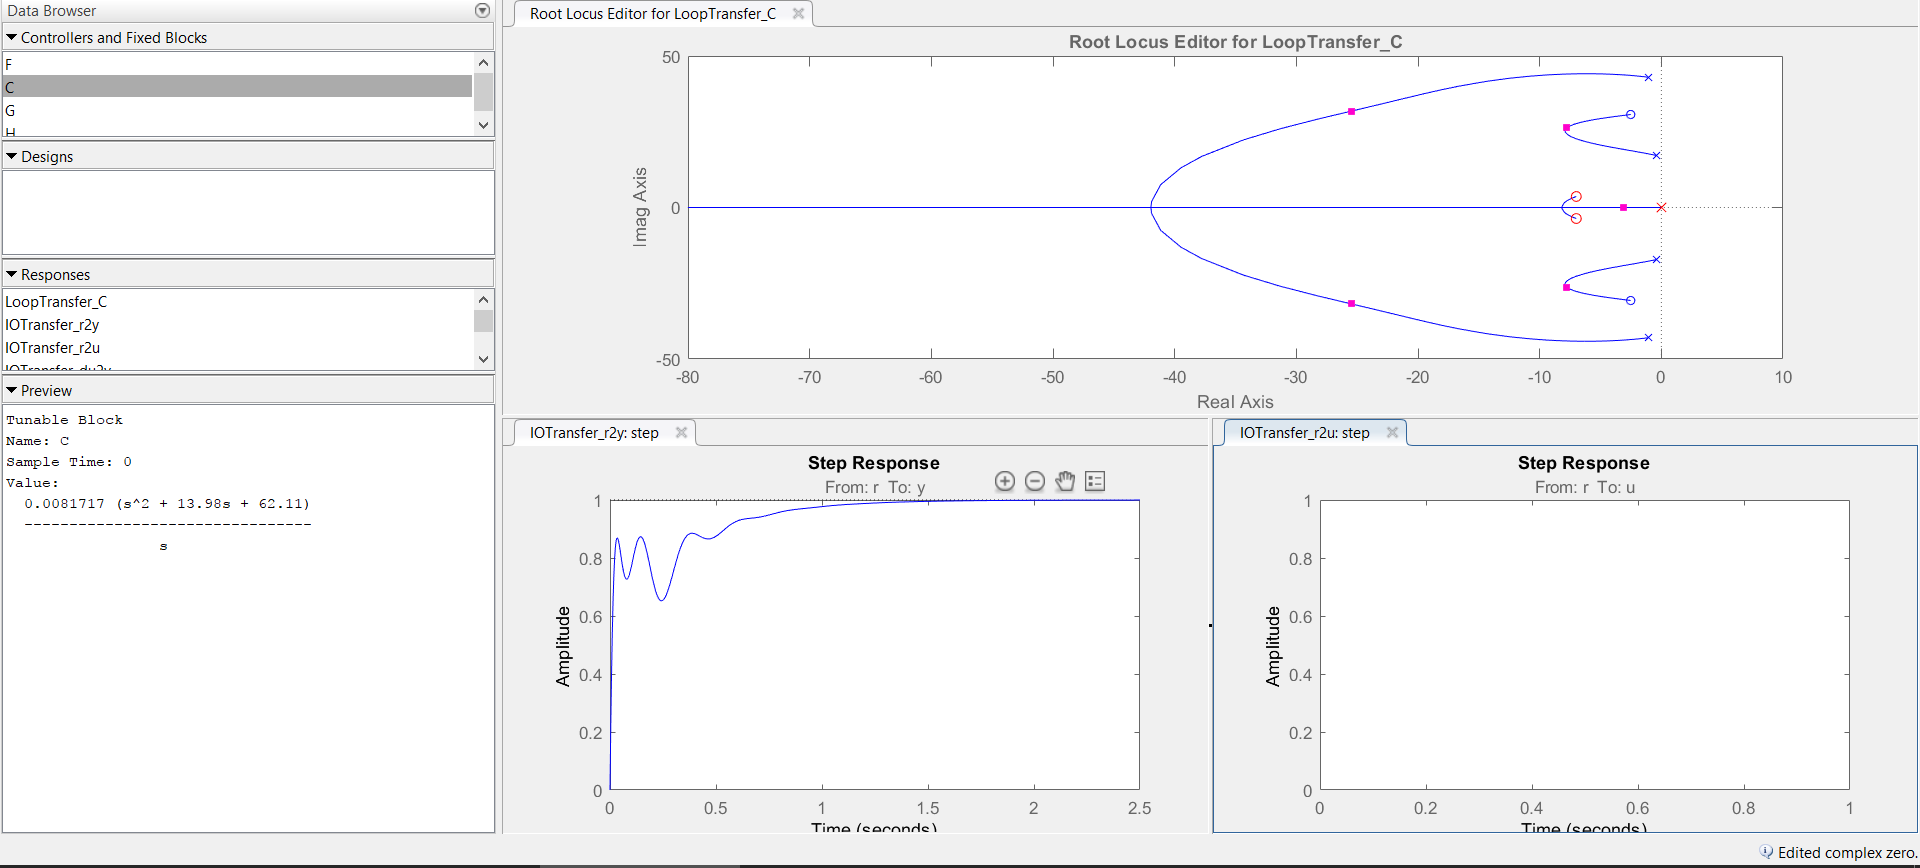 Data Browser
Controllers and Fixed Blocks
F
C
G
H
Designs
Responses
LoopTransfer_C
IOTransfer_r2y
IOTransfer_r2u
IOTransfer_du2y
Preview
Tunable Block
Name: C
Sample Time: 0
Value:
0.0081717 (s^2 + 13.98s + 62.11)
--------------------------------
s
Root Locus Editor for LoopTransfer_C
Root Locus Editor for LoopTransfer_C
50
0
-50
Imag Axis
-80 -70 -60 -50 -40 -30 -20 -10 0 10
Real Axis
IOTransfer_r2y: step
Step Response
From: r To: y
1
0.8
0.6
0.4
0.2
0
Amplitude
0 0.5 1 1.5 2 2.5
Time (seconds)
IOTransfer_r2u: step
Step Response
From: r To: u
1
0.8
0.6
0.4
0.2
0
Amplitude
0 0.2 0.4 0.6 0.8 1
Time (seconds)
Edited complex zero.